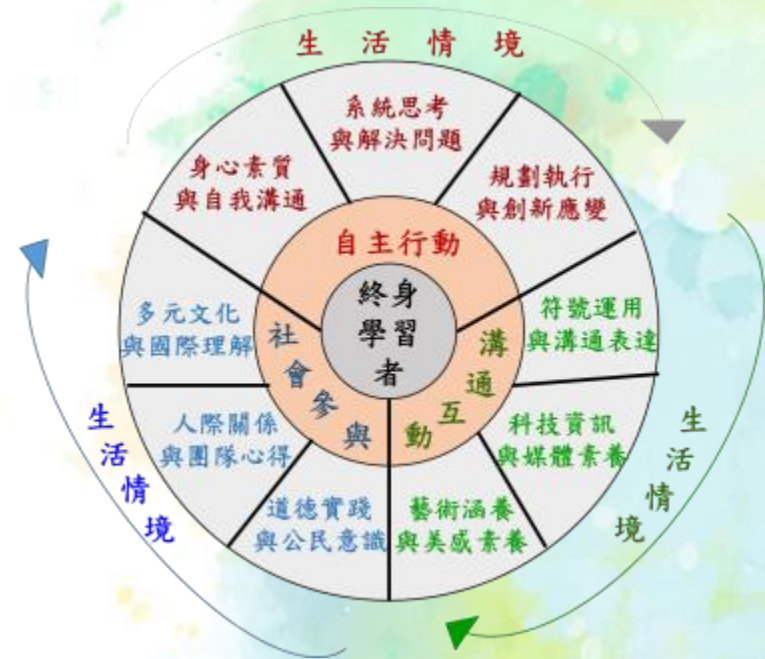 生活情境
系統思考
與解決問題
身心素質
與自我溝通
規劃執行
與創新應變
自主行動
終身
學習
者
符號運用
與溝通表達
科技資訊
與媒體素養
藝術涵養
與美感素養
溝通互動
生活情境
多元文化
與國際理解
人際關係
與團隊心得
道德實踐
與公民意識
社會參與
生活情境